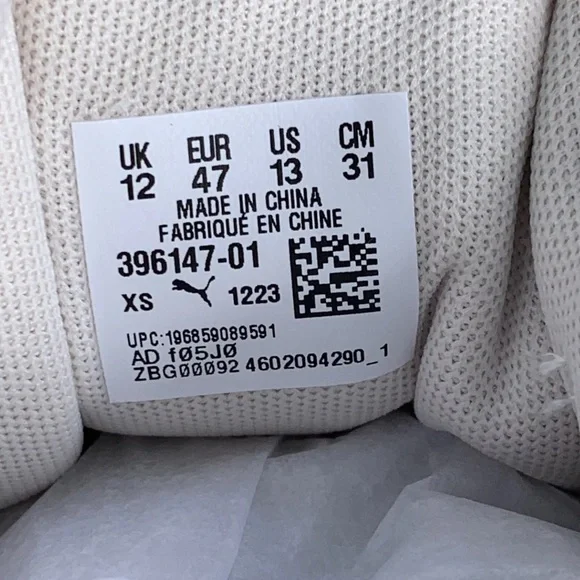 UK EUR US CM
12 47 13 31
MADE IN CHINA
FABRIQUÉ EN CHINE
396147-01
XS 1223
UPC:196859089591
AD f05J0
ZBG00092 4602094290_1